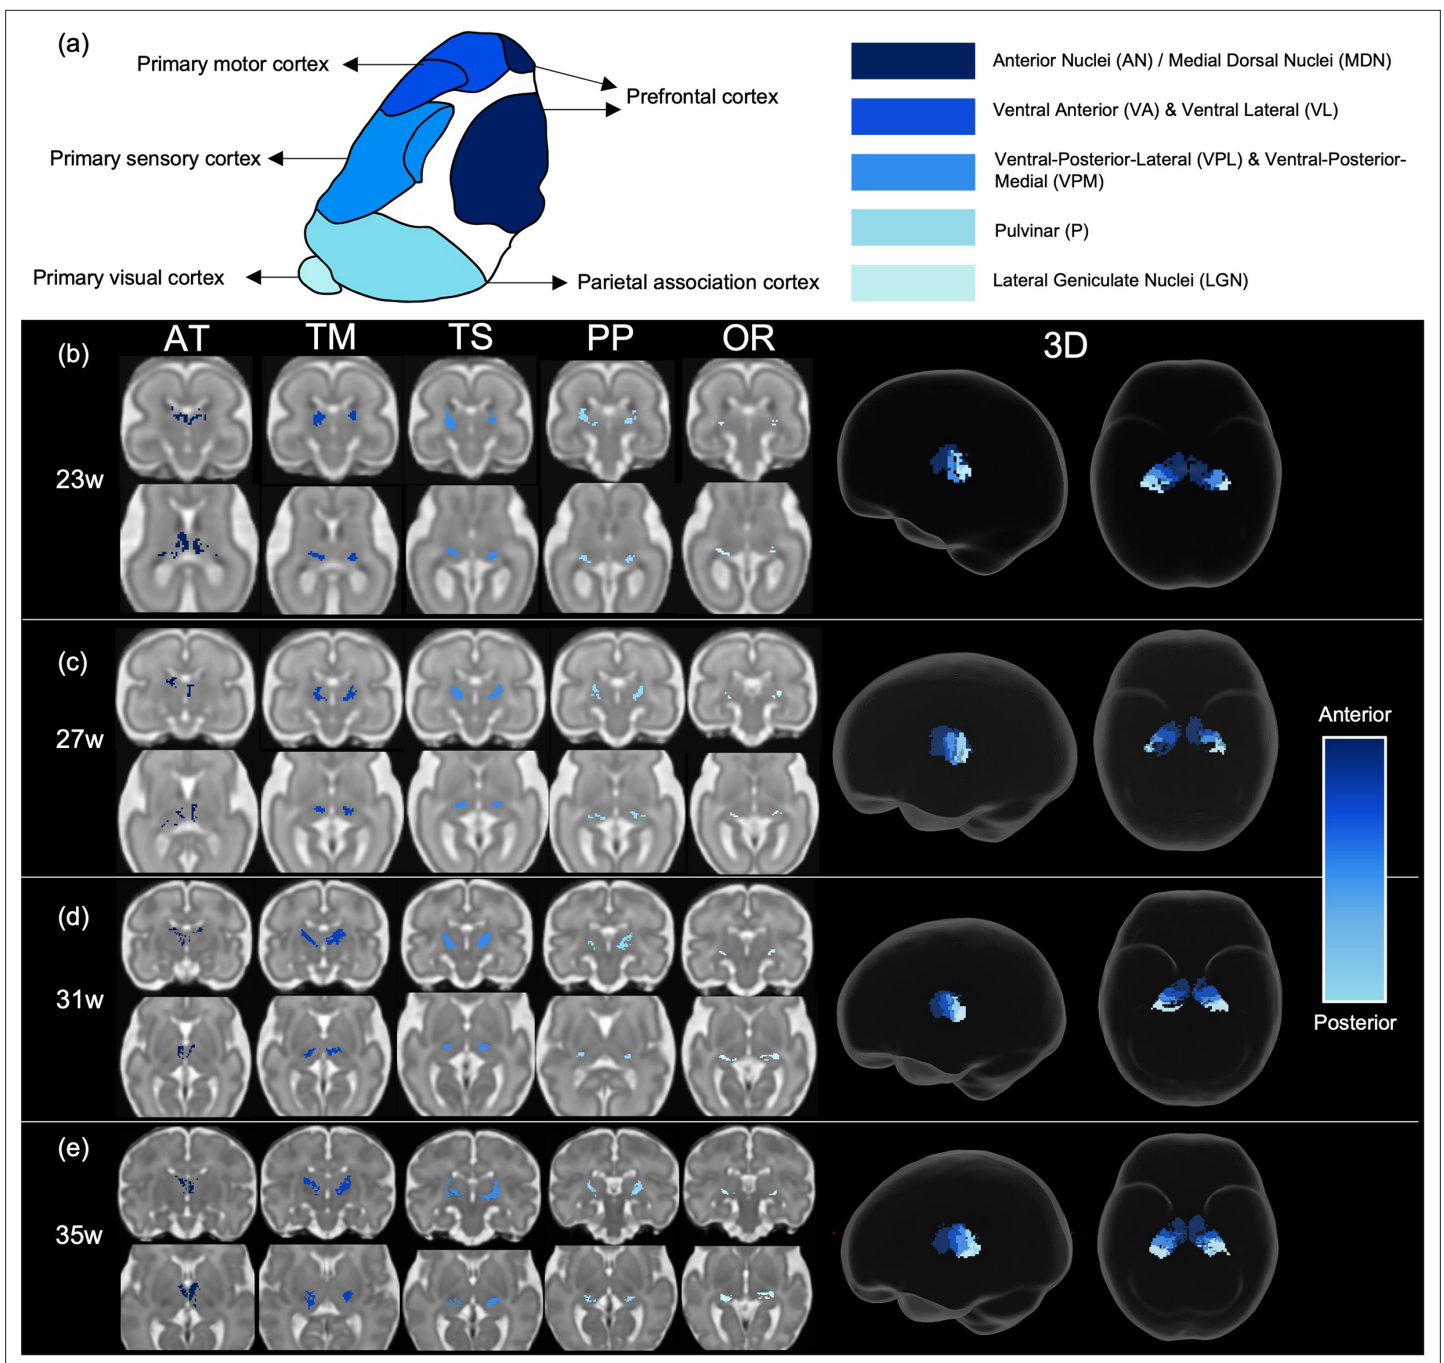 (a)
Primary motor cortex
Prefrontal cortex
Primary sensory cortex
Primary visual cortex
Parietal association cortex
Anterior Nuclei (AN) / Medial Dorsal Nuclei (MDN)
Ventral Anterior (VA) & Ventral Lateral (VL)
Ventral-Posterior-Lateral (VPL) & Ventral-Posterior-
Medial (VPM)
Pulvinar (P)
Lateral Geniculate Nuclei (LGN)
AT TM TS PP OR 3D
(b)
23w
(c)
27w
(d)
31w
(e)
35w
Anterior
Posterior